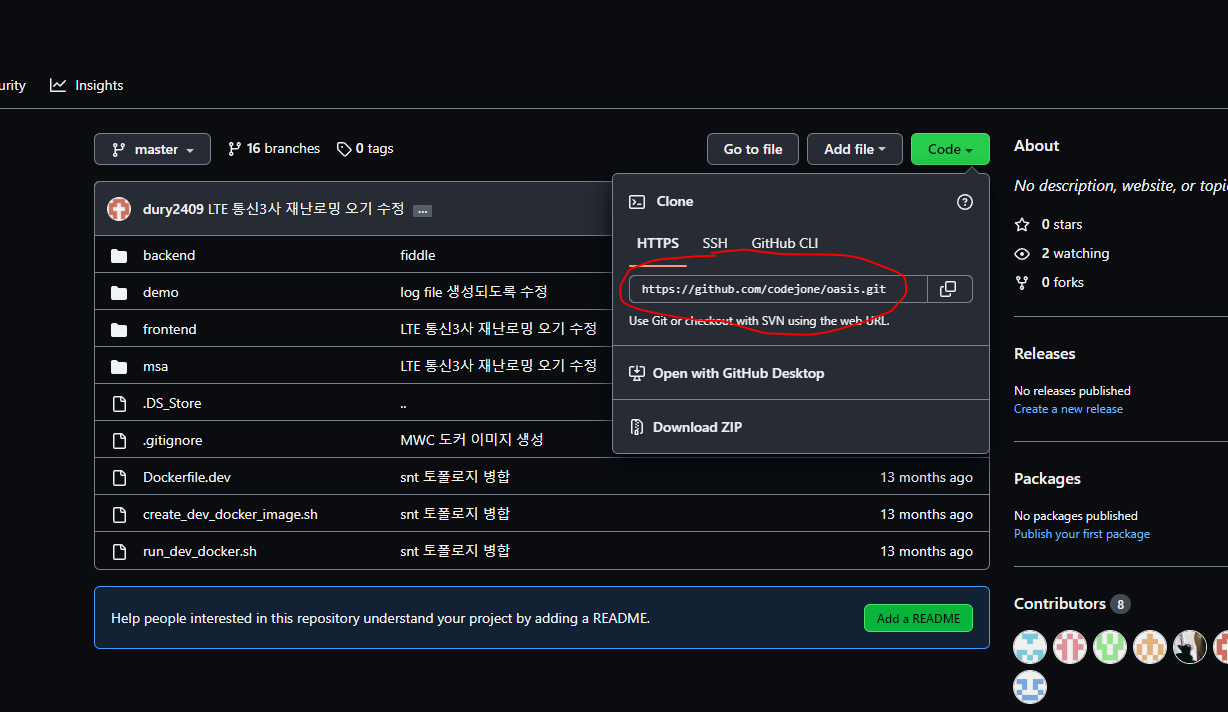 urity Insights
master 16 branches 0 tags Go to file Add file Code
dury2409 LTE 통신3사 재난로밍 오기 수정 ...
backend fiddle
demo log file 생성되도록 수정
frontend LTE 통신3사 재난로밍 오기 수정
msa LTE 통신3사 재난로밍 오기 수정
.DS_Store ..
.gitignore MWC 도커 이미지 생성
Dockerfile.dev snt 토폴로지 병합 13 months ago
create_dev_docker_image.sh snt 토폴로지 병합 13 months ago
run_dev_docker.sh snt 토폴로지 병합 13 months ago
Clone
HTTPS SSH GitHub CLI
https://github.com/codejone/oasis.git
Use Git or checkout with SVN using the web URL.
Open with GitHub Desktop
Download ZIP
Help people interested in this repository understand your project by adding a README. Add a README
About
No description, website, or topi
0 stars
2 watching
0 forks
Releases
No releases published
Create a new release
Packages
No packages published
Publish your first package
Contributors 8